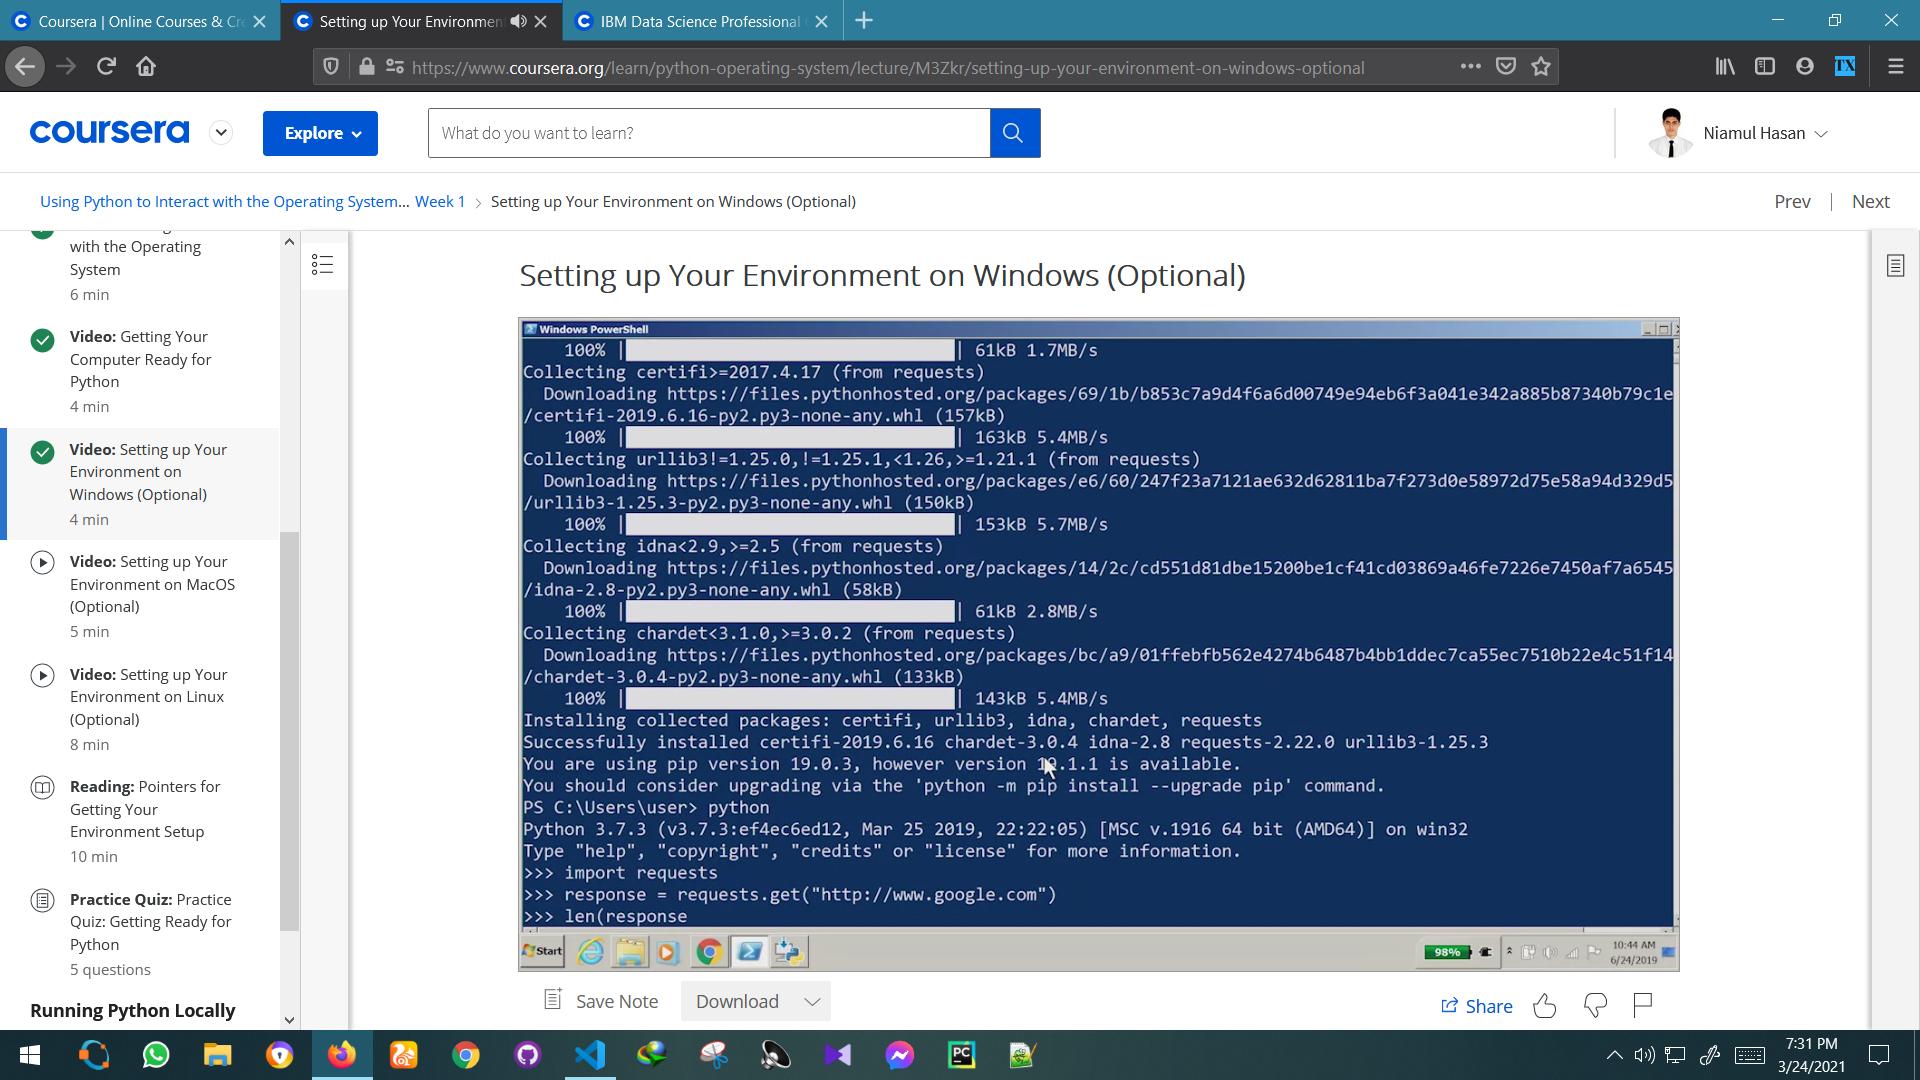 Coursera | Online Courses & Cre
Setting up Your Environmen
IBM Data Science Professional
https://www.coursera.org/learn/python-operating-system/lecture/M3Zkr/setting-up-your-environment-on-windows-optional
TX
coursera
Explore
What do you want to learn?
Niamul Hasan
Using Python to Interact with the Operating System... Week 1 > Setting up Your Environment on Windows (Optional)
Prev | Next
with the Operating
System
6 min
Video: Getting Your
Computer Ready for
Python
4 min
Video: Setting up Your
Environment on
Windows (Optional)
4 min
Video: Setting up Your
Environment on MacOS
(Optional)
5 min
Video: Setting up Your
Environment on Linux
(Optional)
8 min
Reading: Pointers for
Getting Your
Environment Setup
10 min
Practice Quiz: Practice
Quiz: Getting Ready for
Python
5 questions
Running Python Locally
Setting up Your Environment on Windows (Optional)
Windows PowerShell
100% | | 61kB 1.7MB/s
Collecting certifi>=2017.4.17 (from requests)
Downloading https://files.pythonhosted.org/packages/69/1b/b853c7a9d4f6a6d00749e94eb6f3a041e342a885b87340b79c1e
/certifi-2019.6.16-py2.py3-none-any.whl (157kB)
100% | | 163kB 5.4MB/s
Collecting urllib3!=1.25.0,!=1.25.1,<1.26,>=1.21.1 (from requests)
Downloading https://files.pythonhosted.org/packages/e6/60/247f23a7121ae632d62811ba7f273d0e58972d75e58a94d329d5
/urllib3-1.25.3-py2.py3-none-any.whl (150kB)
100% | | 153kB 5.7MB/s
Collecting idna<2.9,>=2.5 (from requests)
Downloading https://files.pythonhosted.org/packages/14/2c/cd551d81dbe15200be1cf41cd03869a46fe7226e7450af7a6545
/idna-2.8-py2.py3-none-any.whl (58kB)
100% | | 61kB 2.8MB/s
Collecting chardet<3.1.0,>=3.0.2 (from requests)
Downloading https://files.pythonhosted.org/packages/bc/a9/01ffebfb562e4274b6487b4bb1ddec7ca55ec7510b22e4c51f14
/chardet-3.0.4-py2.py3-none-any.whl (133kB)
100% | | 143kB 5.4MB/s
Installing collected packages: certifi, urllib3, idna, chardet, requests
Successfully installed certifi-2019.6.16 chardet-3.0.4 idna-2.8 requests-2.22.0 urllib3-1.25.3
You are using pip version 19.0.3, however version 19.1.1 is available.
You should consider upgrading via the 'python -m pip install --upgrade pip' command.
PS C:\Users\user> python
Python 3.7.3 (v3.7.3:ef4ec6ed12, Mar 25 2019, 22:22:05) [MSC v.1916 64 bit (AMD64)] on win32
Type "help", "copyright", "credits" or "license" for more information.
>>> import requests
>>> response = requests.get("http://www.google.com")
>>> len(response
Start
98%
10:44 AM
6/24/2019
Save Note
Download
Share
PC
7:31 PM
3/24/2021